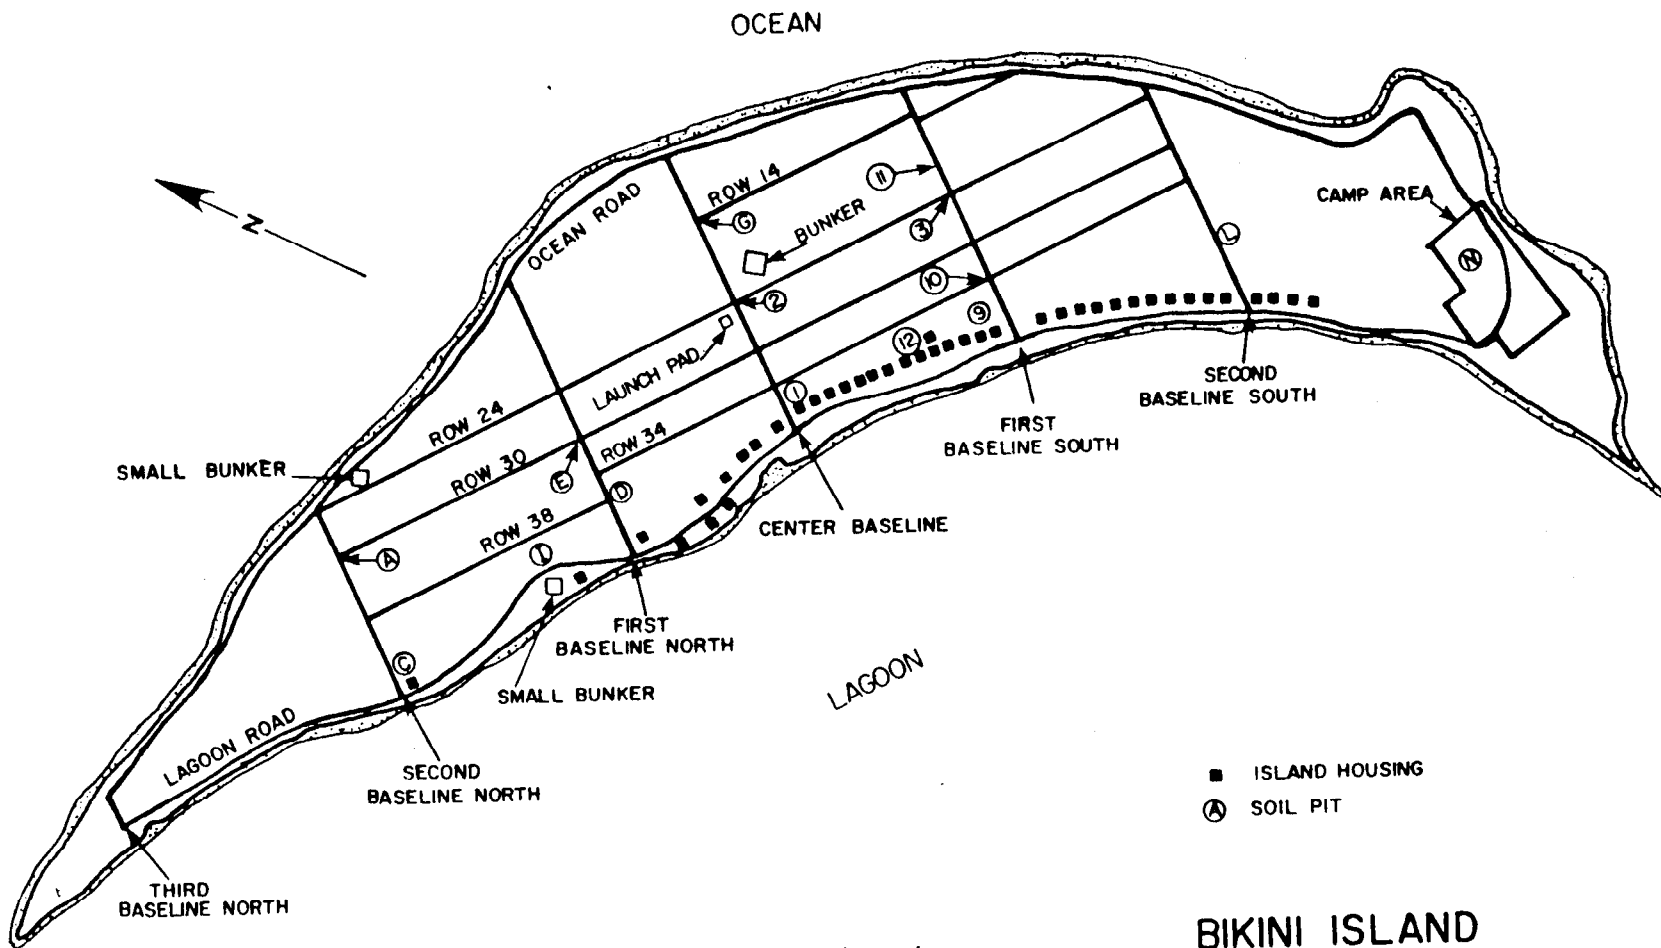 OCEAN
N
OCEAN ROAD
ROW 14
G
BUNKER
11
3
CAMP AREA
N
L
2
10
9
12
LAUNCH PAD
1
ROW 24
ROW 30
ROW 34
ROW 38
SMALL BUNKER
E
D
A
I
C
SECOND
BASELINE SOUTH
FIRST
BASELINE SOUTH
CENTER BASELINE
FIRST
BASELINE NORTH
SMALL BUNKER
LAGOON
LAGOON ROAD
SECOND
BASELINE NORTH
THIRD
BASELINE NORTH
ISLAND HOUSING
A SOIL PIT
BIKINI ISLAND